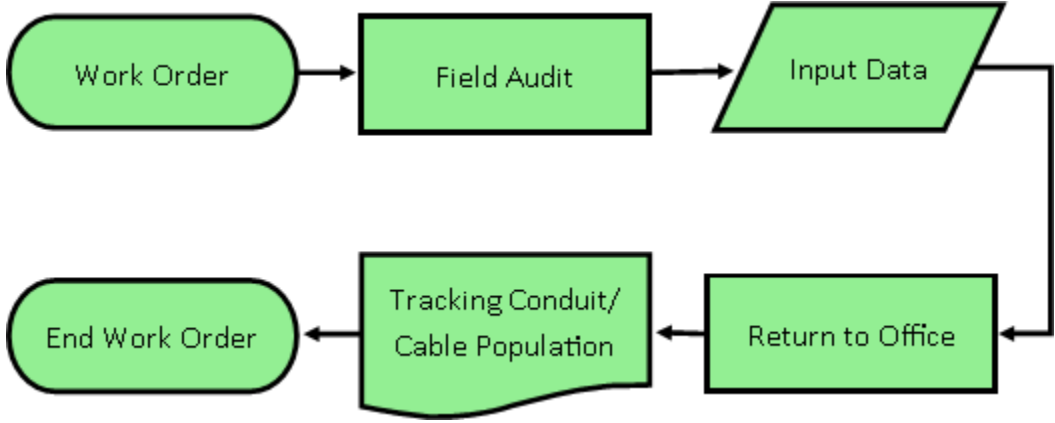 Work Order
Field Audit
Input Data
Return to Office
Tracking Conduit/
Cable Population
End Work Order